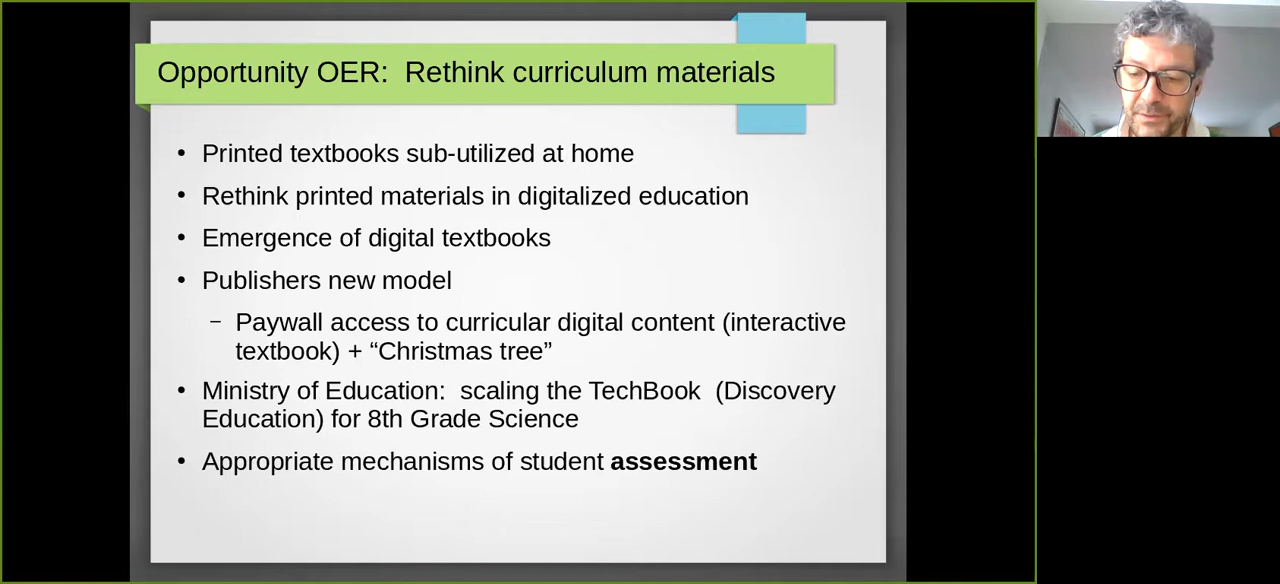 Opportunity OER:  Rethink curriculum materials
• Printed textbooks sub-utilized at home
• Rethink printed materials in digitalized education
• Emergence of digital textbooks
• Publishers new model
– Paywall access to curricular digital content (interactive
textbook) + “Christmas tree”
• Ministry of Education:  scaling the TechBook  (Discovery
Education) for 8th Grade Science
• Appropriate mechanisms of student assessment